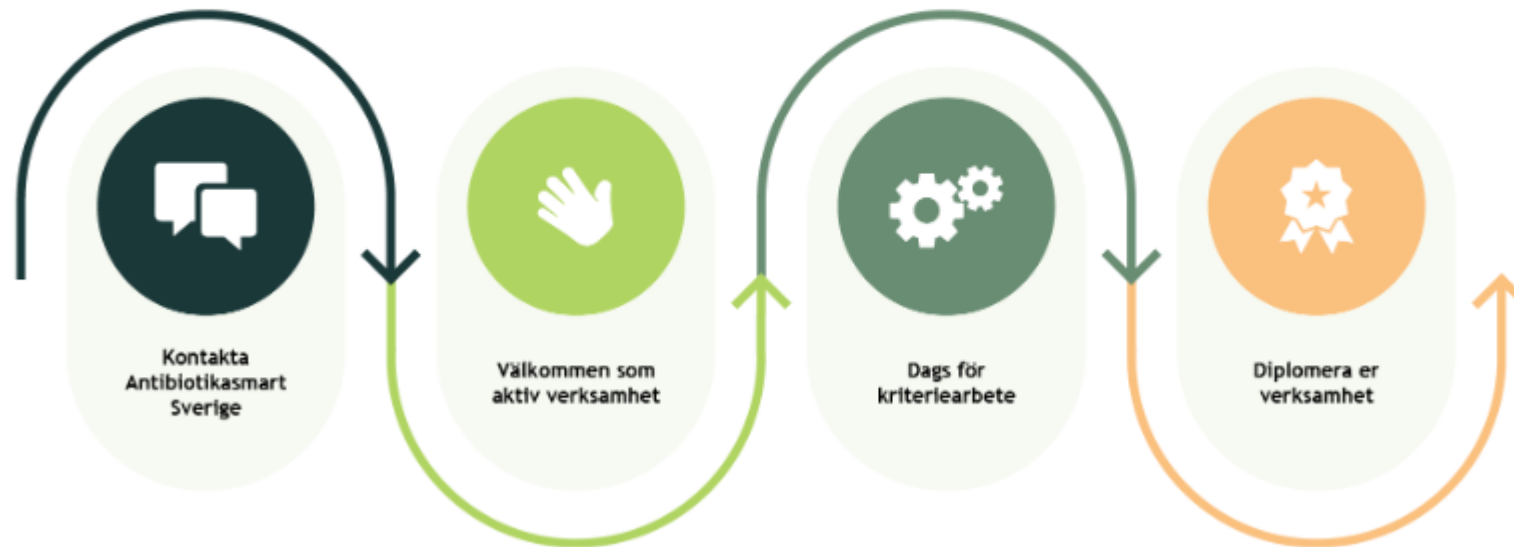 Kontakta
Antibiotikasmart
Sverige
Välkommen som
aktiv verksamhet
Dags för
kriteriearbete
Diplomera er
verksamhet